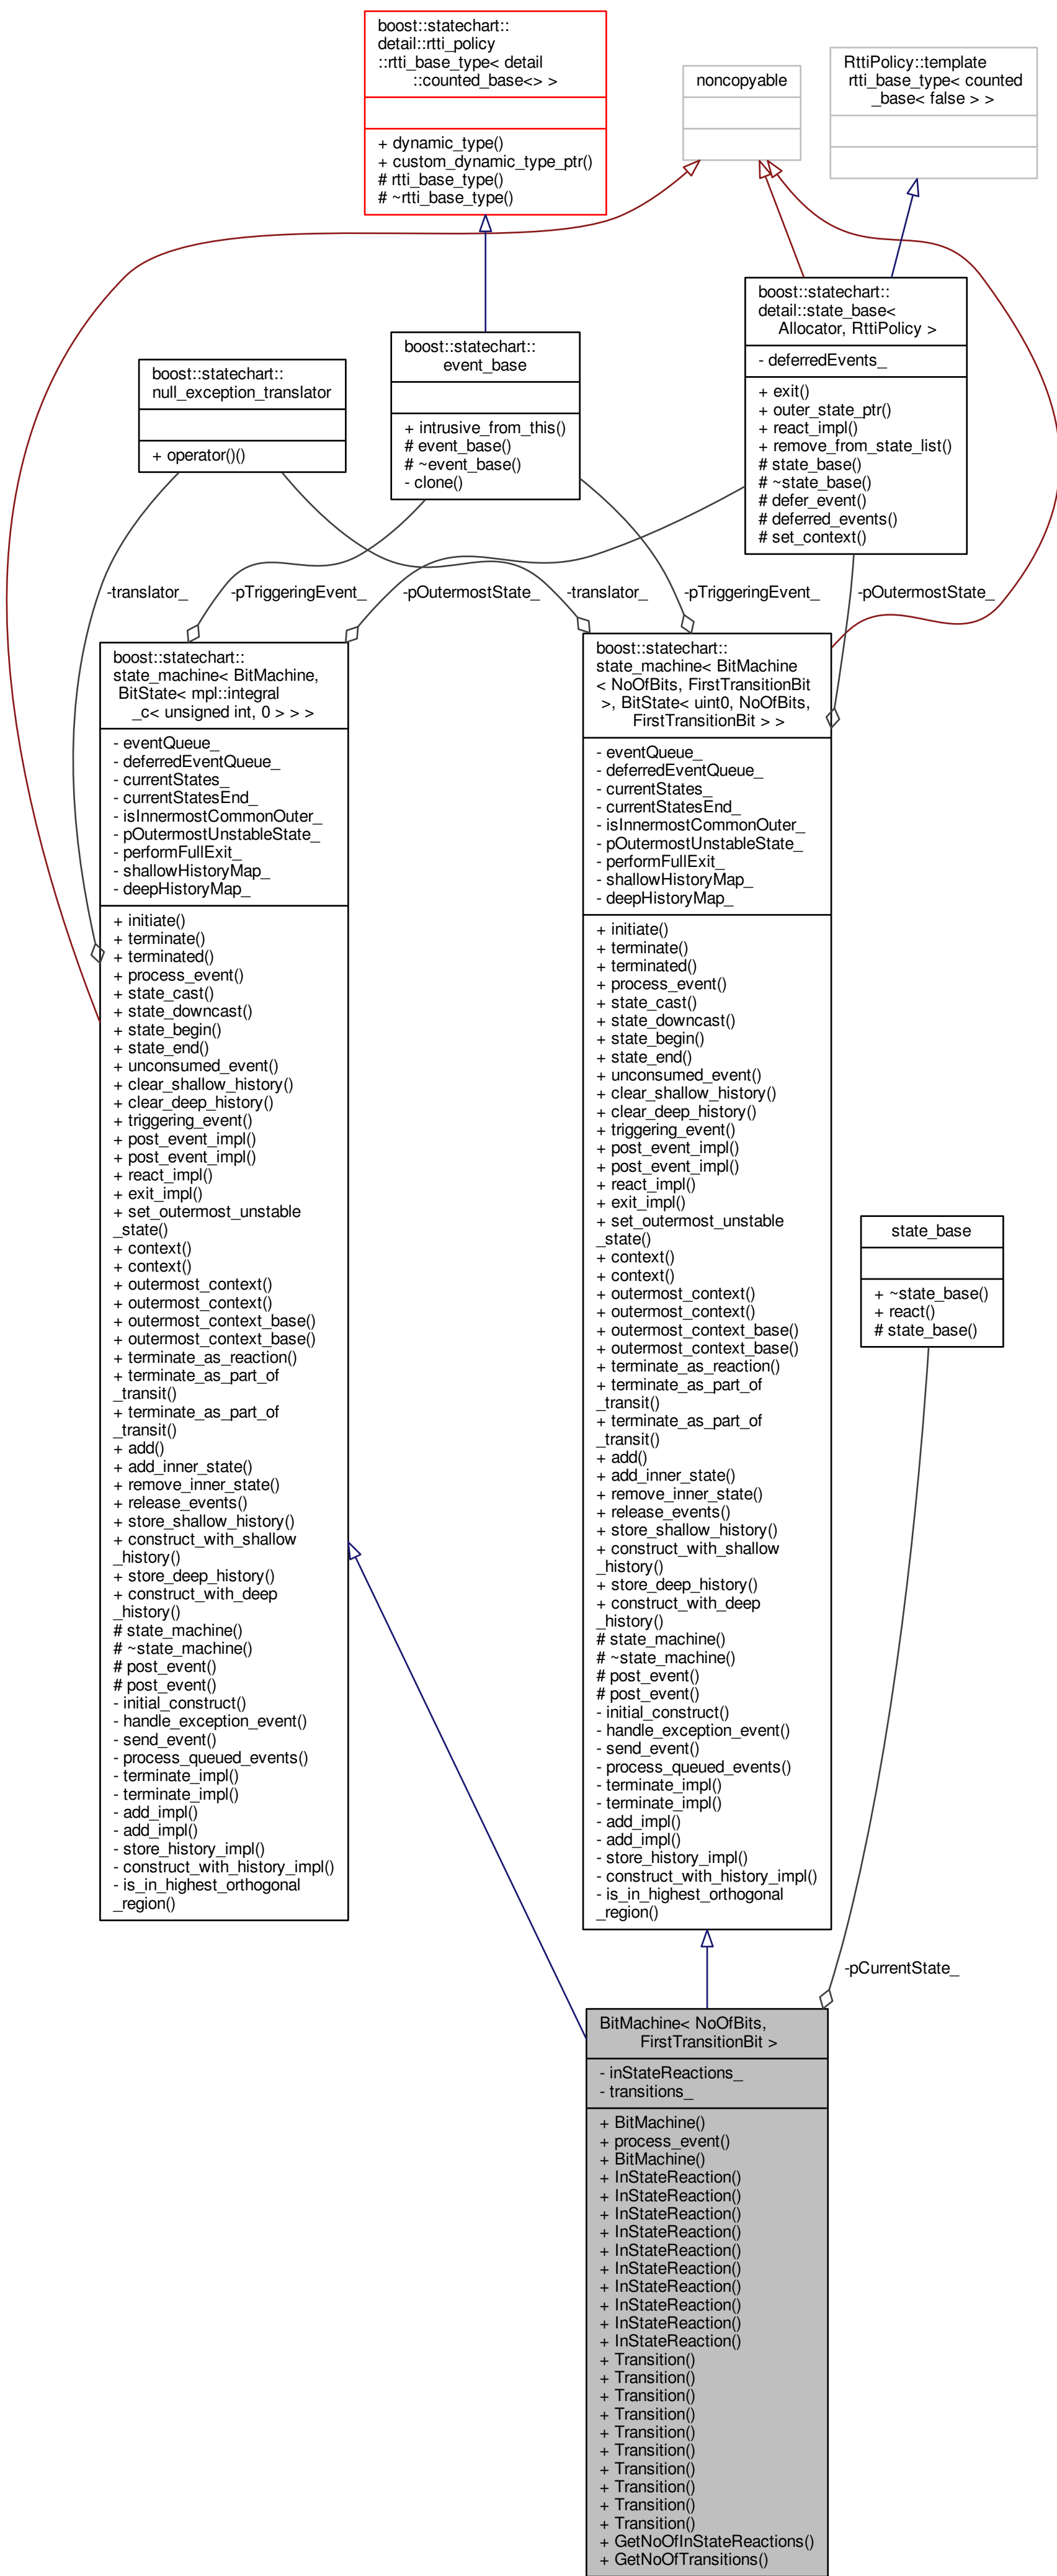 boost::statechart::
detail::rtti_policy
::rtti_base_type< detail
::counted_base<> >
+ dynamic_type()
+ custom_dynamic_type_ptr()
# rtti_base_type()
# ~rtti_base_type()
noncopyable
RttiPolicy::template
rtti_base_type< counted
_base< false > >
boost::statechart::
detail::state_base<
Allocator, RttiPolicy >
- deferredEvents_
+ exit()
+ outer_state_ptr()
+ react_impl()
+ remove_from_state_list()
# state_base()
# ~state_base()
# defer_event()
# deferred_events()
# set_context()
boost::statechart::
event_base
+ intrusive_from_this()
# event_base()
# ~event_base()
- clone()
boost::statechart::
null_exception_translator
+ operator()()
-translator_
-pTriggeringEvent_
-pOutermostState_
-translator_
-pTriggeringEvent_
-pOutermostState_
boost::statechart::
state_machine< BitMachine,
BitState< mpl::integral
_c< unsigned int, 0 > > >
- eventQueue_
- deferredEventQueue_
- currentStates_
- currentStatesEnd_
- isInnermostCommonOuter_
- pOutermostUnstableState_
- performFullExit_
- shallowHistoryMap_
- deepHistoryMap_
+ initiate()
+ terminate()
+ terminated()
+ process_event()
+ state_cast()
+ state_downcast()
+ state_begin()
+ state_end()
+ unconsumed_event()
+ clear_shallow_history()
+ clear_deep_history()
+ triggering_event()
+ post_event_impl()
+ post_event_impl()
+ react_impl()
+ exit_impl()
+ set_outermost_unstable
_state()
+ context()
+ context()
+ outermost_context()
+ outermost_context()
+ outermost_context_base()
+ outermost_context_base()
+ terminate_as_reaction()
+ terminate_as_part_of
_transit()
+ terminate_as_part_of
_transit()
+ add()
+ add_inner_state()
+ remove_inner_state()
+ release_events()
+ store_shallow_history()
+ construct_with_shallow
_history()
+ store_deep_history()
+ construct_with_deep
_history()
# state_machine()
# ~state_machine()
# post_event()
# post_event()
- initial_construct()
- handle_exception_event()
- send_event()
- process_queued_events()
- terminate_impl()
- terminate_impl()
- add_impl()
- add_impl()
- store_history_impl()
- construct_with_history_impl()
- is_in_highest_orthogonal
_region()
boost::statechart::
state_machine< BitMachine
< NoOfBits, FirstTransitionBit
>, BitState< uint0, NoOfBits,
FirstTransitionBit > >
- eventQueue_
- deferredEventQueue_
- currentStates_
- currentStatesEnd_
- isInnermostCommonOuter_
- pOutermostUnstableState_
- performFullExit_
- shallowHistoryMap_
- deepHistoryMap_
+ initiate()
+ terminate()
+ terminated()
+ process_event()
+ state_cast()
+ state_downcast()
+ state_begin()
+ state_end()
+ unconsumed_event()
+ clear_shallow_history()
+ clear_deep_history()
+ triggering_event()
+ post_event_impl()
+ post_event_impl()
+ react_impl()
+ exit_impl()
+ set_outermost_unstable
_state()
+ context()
+ context()
+ outermost_context()
+ outermost_context()
+ outermost_context_base()
+ outermost_context_base()
+ terminate_as_reaction()
+ terminate_as_part_of
_transit()
+ terminate_as_part_of
_transit()
+ add()
+ add_inner_state()
+ remove_inner_state()
+ release_events()
+ store_shallow_history()
+ construct_with_shallow
_history()
+ store_deep_history()
+ construct_with_deep
_history()
# state_machine()
# ~state_machine()
# post_event()
# post_event()
- initial_construct()
- handle_exception_event()
- send_event()
- process_queued_events()
- terminate_impl()
- terminate_impl()
- add_impl()
- add_impl()
- store_history_impl()
- construct_with_history_impl()
- is_in_highest_orthogonal
_region()
state_base
+ ~state_base()
+ react()
# state_base()
-pCurrentState_
BitMachine< NoOfBits,
FirstTransitionBit >
- inStateReactions_
- transitions_
+ BitMachine()
+ process_event()
+ BitMachine()
+ InStateReaction()
+ InStateReaction()
+ InStateReaction()
+ InStateReaction()
+ InStateReaction()
+ InStateReaction()
+ InStateReaction()
+ InStateReaction()
+ InStateReaction()
+ InStateReaction()
+ Transition()
+ Transition()
+ Transition()
+ Transition()
+ Transition()
+ Transition()
+ Transition()
+ Transition()
+ Transition()
+ Transition()
+ GetNoOfInStateReactions()
+ GetNoOfTransitions()